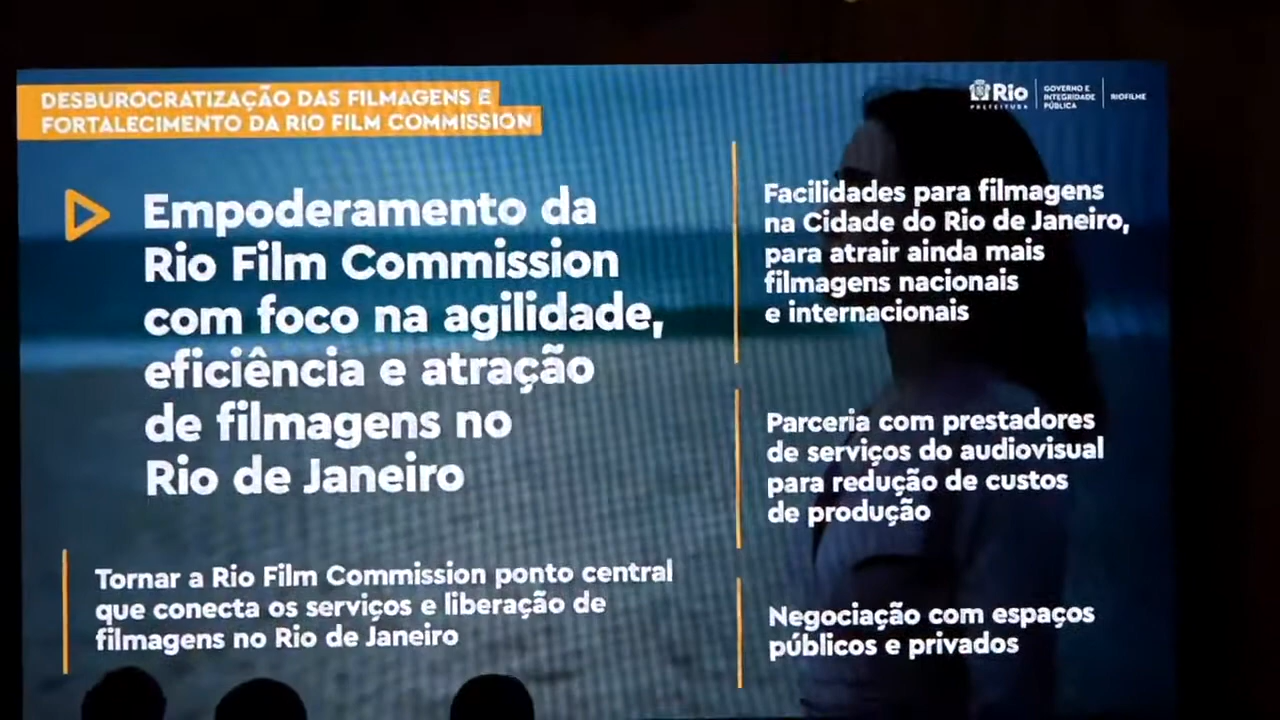 DESBUROCRATIZAÇÃO DAS FILMAGENS E
FORTALECIMENTO DA RIO FILM COMMISSION
Rio
PREFEITURA
GOVERNO E
INTEGRIDADE
PÚBLICA
RIOFILME
Empoderamento da
Rio Film Commission
com foco na agilidade,
eficiência e atração
de filmagens no
Rio de Janeiro
Tornar a Rio Film Commission ponto central
que conecta os serviços e liberação de
filmagens no Rio de Janeiro
Facilidades para filmagens
na Cidade do Rio de Janeiro,
para atrair ainda mais
filmagens nacionais
e internacionais
Parceria com prestadores
de serviços do audiovisual
para redução de custos
de produção
Negociação com espaços
públicos e privados